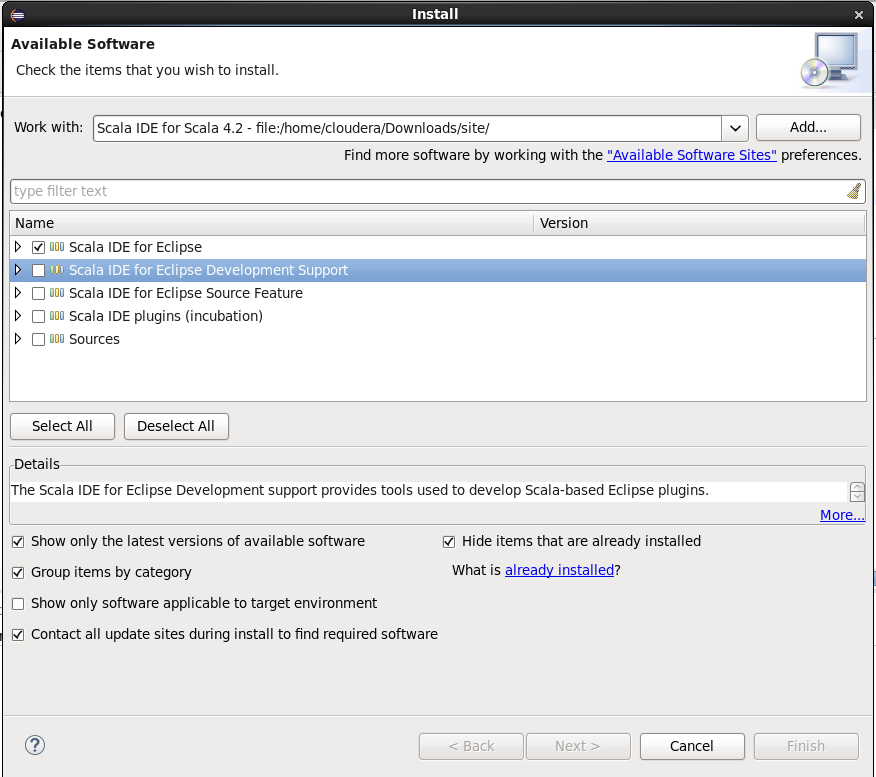 Install
Available Software
Check the items that you wish to install.
Work with: Scala IDE for Scala 4.2 - file:/home/cloudera/Downloads/site/ Add...
Find more software by working with the "Available Software Sites" preferences.
type filter text
Name Version
Scala IDE for Eclipse
Scala IDE for Eclipse Development Support
Scala IDE for Eclipse Source Feature
Scala IDE plugins (incubation)
Sources
Select All Deselect All
Details
The Scala IDE for Eclipse Development support provides tools used to develop Scala-based Eclipse plugins.
More...
Show only the latest versions of available software Hide items that are already installed
Group items by category What is already installed?
Show only software applicable to target environment
Contact all update sites during install to find required software
? < Back Next > Cancel Finish